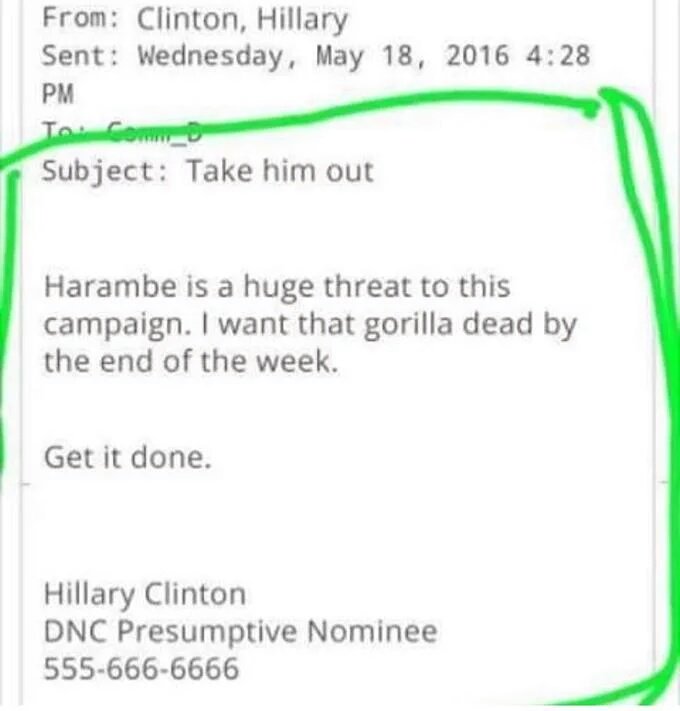 From: Clinton, Hillary
Sent: Wednesday, May 18, 2016 4:28
PM
To: Comm_D
Subject: Take him out
Harambe is a huge threat to this
campaign. I want that gorilla dead by
the end of the week.
Get it done.
Hillary Clinton
DNC Presumptive Nominee
555-666-6666